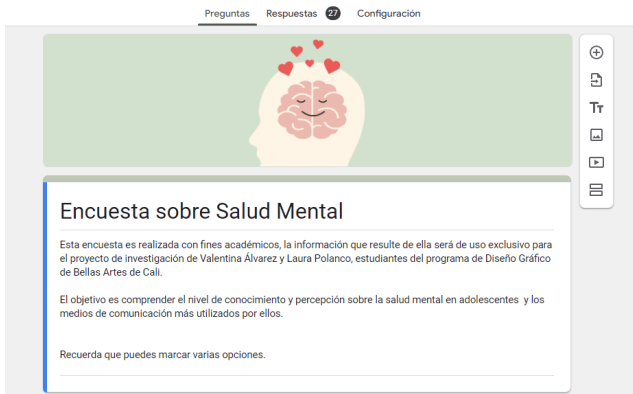 Preguntas Respuestas 27 Configuración
Encuesta sobre Salud Mental
Esta encuesta es realizada con fines académicos, la información que resulte de ella será de uso exclusivo para
el proyecto de investigación de Valentina Álvarez y Laura Polanco, estudiantes del programa de Diseño Gráfico
de Bellas Artes de Cali.
El objetivo es comprender el nivel de conocimiento y percepción sobre la salud mental en adolescentes y los
medios de comunicación más utilizados por ellos.
Recuerda que puedes marcar varias opciones.